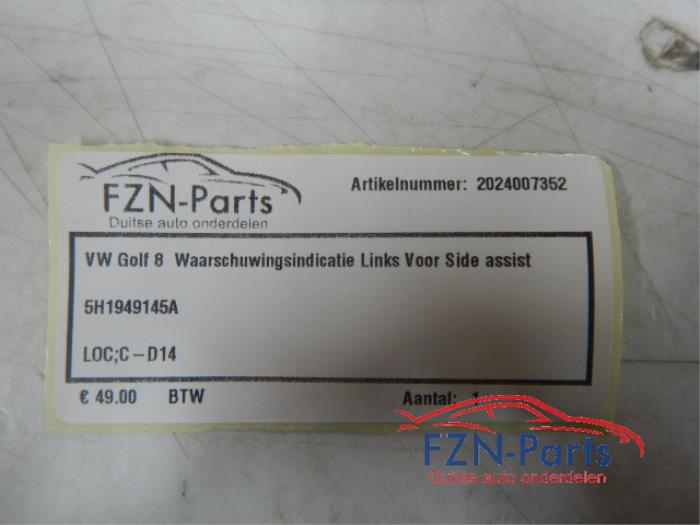 FZN-Parts
Duitse auto onderdelen
Artikelnummer: 2024007352
VW Golf 8 Waarschuwingsindicatie Links Voor Side assist
5H1949145A
LOC;C-D14
€ 49.00 BTW Aantal: 1
FZN-Parts
Duitse auto onderdelen